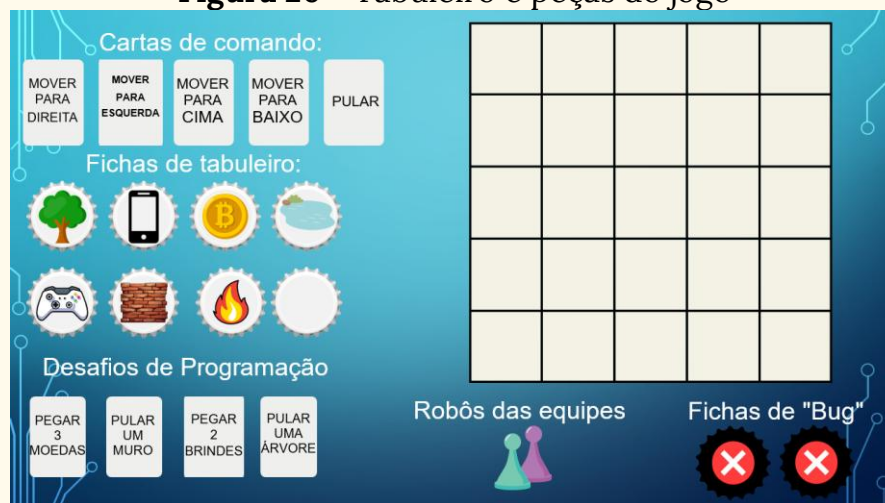 Figura 20 – Tabuleiro e peças do jogo
Cartas de comando:
MOVER
PARA
DIREITA
MOVER
PARA
ESQUERDA
MOVER
PARA
CIMA
MOVER
PARA
BAIXO
PULAR
Fichas de tabuleiro:
Desafios de Programação
PEGAR
3
MOEDAS
PULAR
UM
MURO
PEGAR
2
BRINDES
PULAR
UMA
ÁRVORE
Robôs das equipes
Fichas de "Bug"